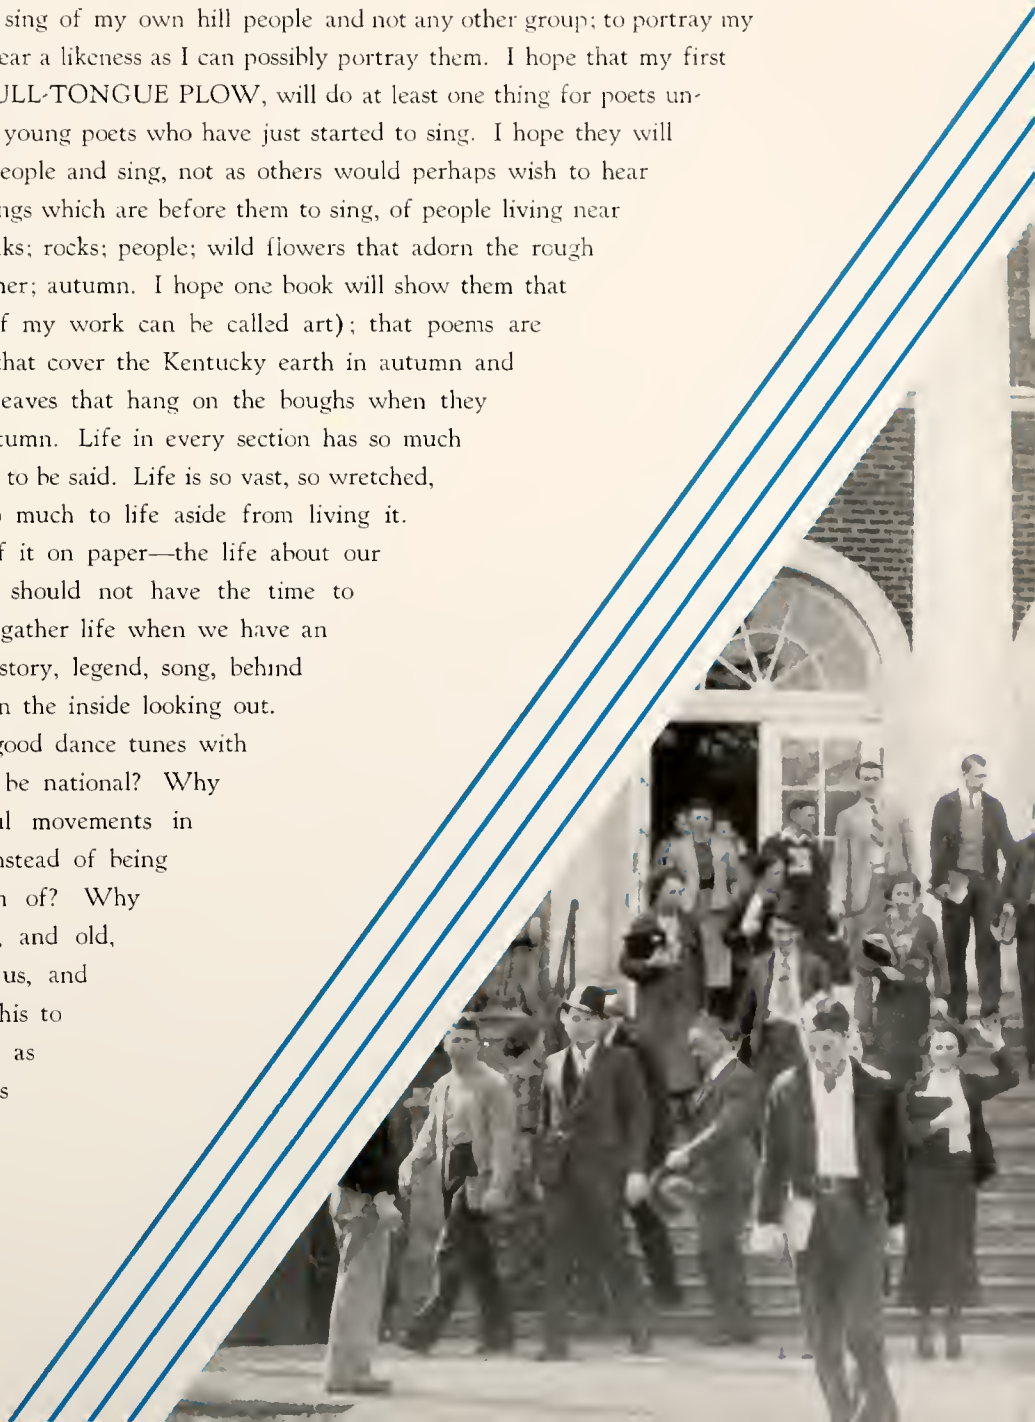 sing of my own hill people and not any other group; to portray my
ear a likeness as I can possibly portray them. I hope that my first
ULL-TONGUE PLOW, will do at least one thing for poets un-
young poets who have just started to sing. I hope they will
eople and sing, not as others would perhaps wish to hear
ngs which are before them to sing, of people living near
ks; rocks; people; wild flowers that adorn the rough
ner; autumn. I hope one book will show them that
f my work can be called art); that poems are
that cover the Kentucky earth in autumn and
eaves that hang on the boughs when they
tumn. Life in every section has so much
to be said. Life is so vast, so wretched,
o much to life aside from living it.
f it on paper—the life about our
should not have the time to
gather life when we have an
story, legend, song, behind
n the inside looking out.
good dance tunes with
be national? Why
ul movements in
nstead of being
n of? Why
, and old,
us, and
his to
as
s